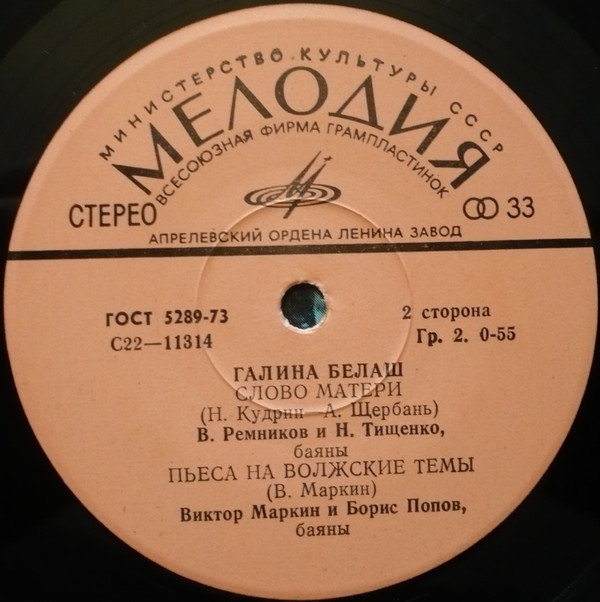 МИНИСТЕРСТВО КУЛЬТУРЫ СССР
МЕЛОДИЯ
ВСЕСОЮЗНАЯ ФИРМА ГРАМПЛАСТИНОК
СТЕРЕО
33
АПРЕЛЕВСКИЙ ОРДЕНА ЛЕНИНА ЗАВОД
ГОСТ 5289-73
2 сторона
С22—11314
Гр. 2. 0-55
ГАЛИНА БЕЛАШ
СЛОВО МАТЕРИ
(Н. Кудрин—А. Щербань)
В. Ремников и Н. Тищенко,
баяны
ПЬЕСА НА ВОЛЖСКИЕ ТЕМЫ
(В. Маркин)
Виктор Маркин и Борис Попов,
баяны